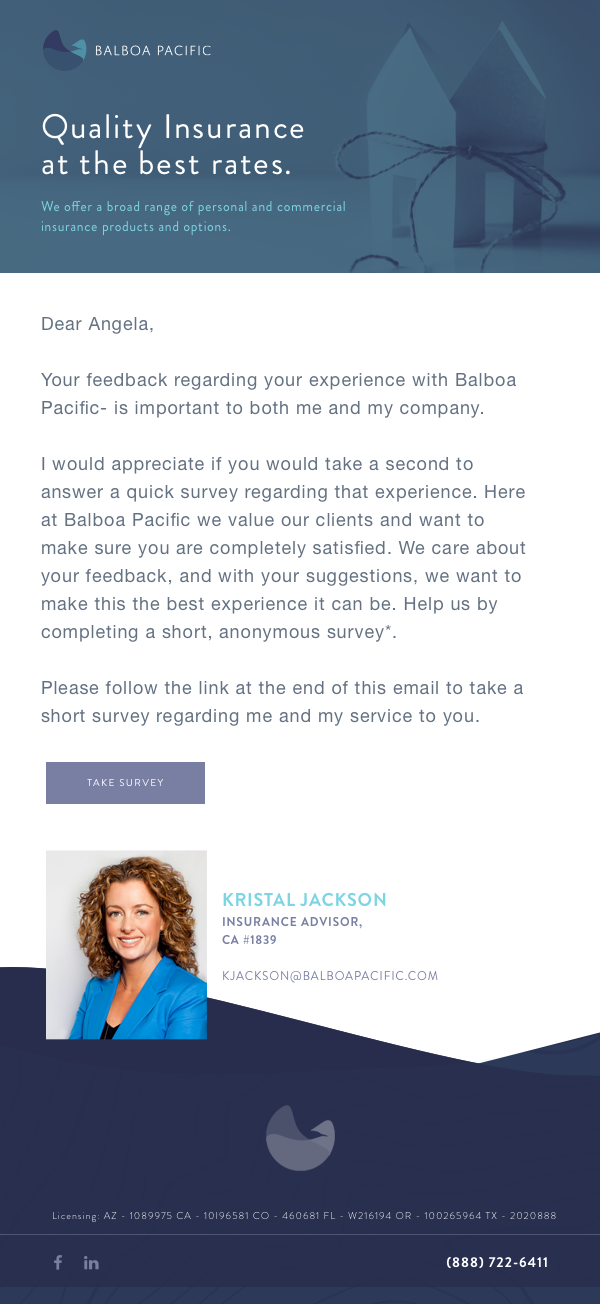 BALBOA PACIFIC
Quality Insurance
at the best rates.
We offer a broad range of personal and commercial
insurance products and options.
Dear Angela,
Your feedback regarding your experience with Balboa
Pacific- is important to both me and my company.
I would appreciate if you would take a second to
answer a quick survey regarding that experience. Here
at Balboa Pacific we value our clients and want to
make sure you are completely satisfied. We care about
your feedback, and with your suggestions, we want to
make this the best experience it can be. Help us by
completing a short, anonymous survey*.
Please follow the link at the end of this email to take a
short survey regarding me and my service to you.
TAKE SURVEY
KRISTAL JACKSON
INSURANCE ADVISOR,
CA #1839
KJACKSON@BALBOAPACIFIC.COM
Licensing: AZ - 1089975 CA - 10I96581 CO - 460681 FL - W216194 OR - 100265964 TX - 2020888
(888) 722-6411